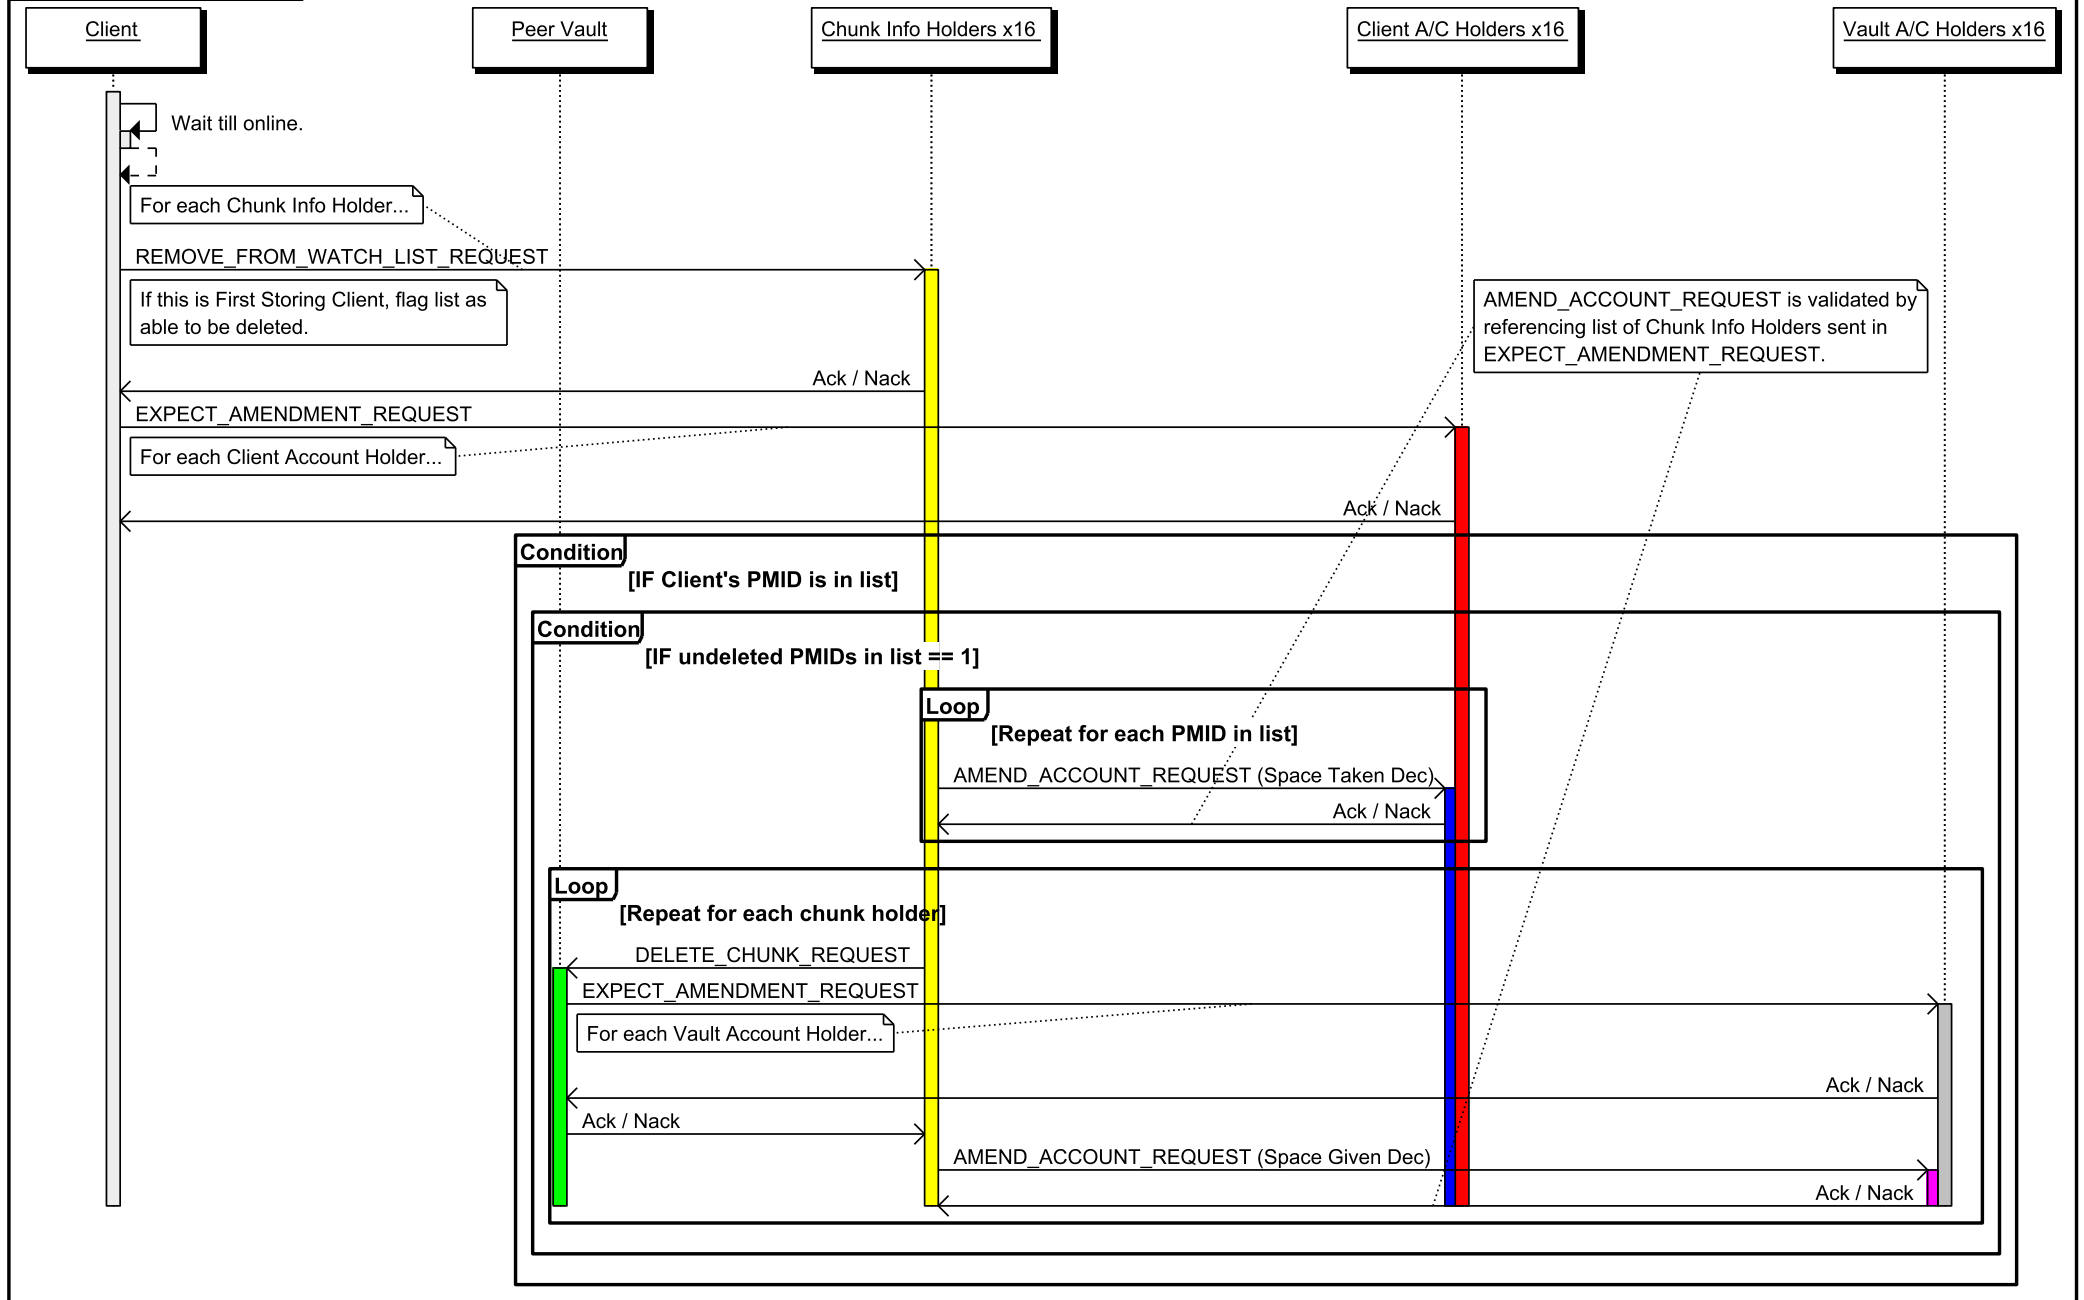 Client
Peer Vault
Chunk Info Holders x16
Client A/C Holders x16
Vault A/C Holders x16
Wait till online.
For each Chunk Info Holder...
REMOVE_FROM_WATCH_LIST_REQUEST
If this is First Storing Client, flag list as
able to be deleted.
AMEND_ACCOUNT_REQUEST is validated by
referencing list of Chunk Info Holders sent in
EXPECT_AMENDMENT_REQUEST.
Ack / Nack
EXPECT_AMENDMENT_REQUEST
For each Client Account Holder...
Ack / Nack
Condition
[IF Client's PMID is in list]
Condition
[IF undeleted PMIDs in list == 1]
Loop
[Repeat for each PMID in list]
AMEND_ACCOUNT_REQUEST (Space Taken Dec)
Ack / Nack
Loop
[Repeat for each chunk holder]
DELETE_CHUNK_REQUEST
EXPECT_AMENDMENT_REQUEST
For each Vault Account Holder...
Ack / Nack
Ack / Nack
AMEND_ACCOUNT_REQUEST (Space Given Dec)
Ack / Nack